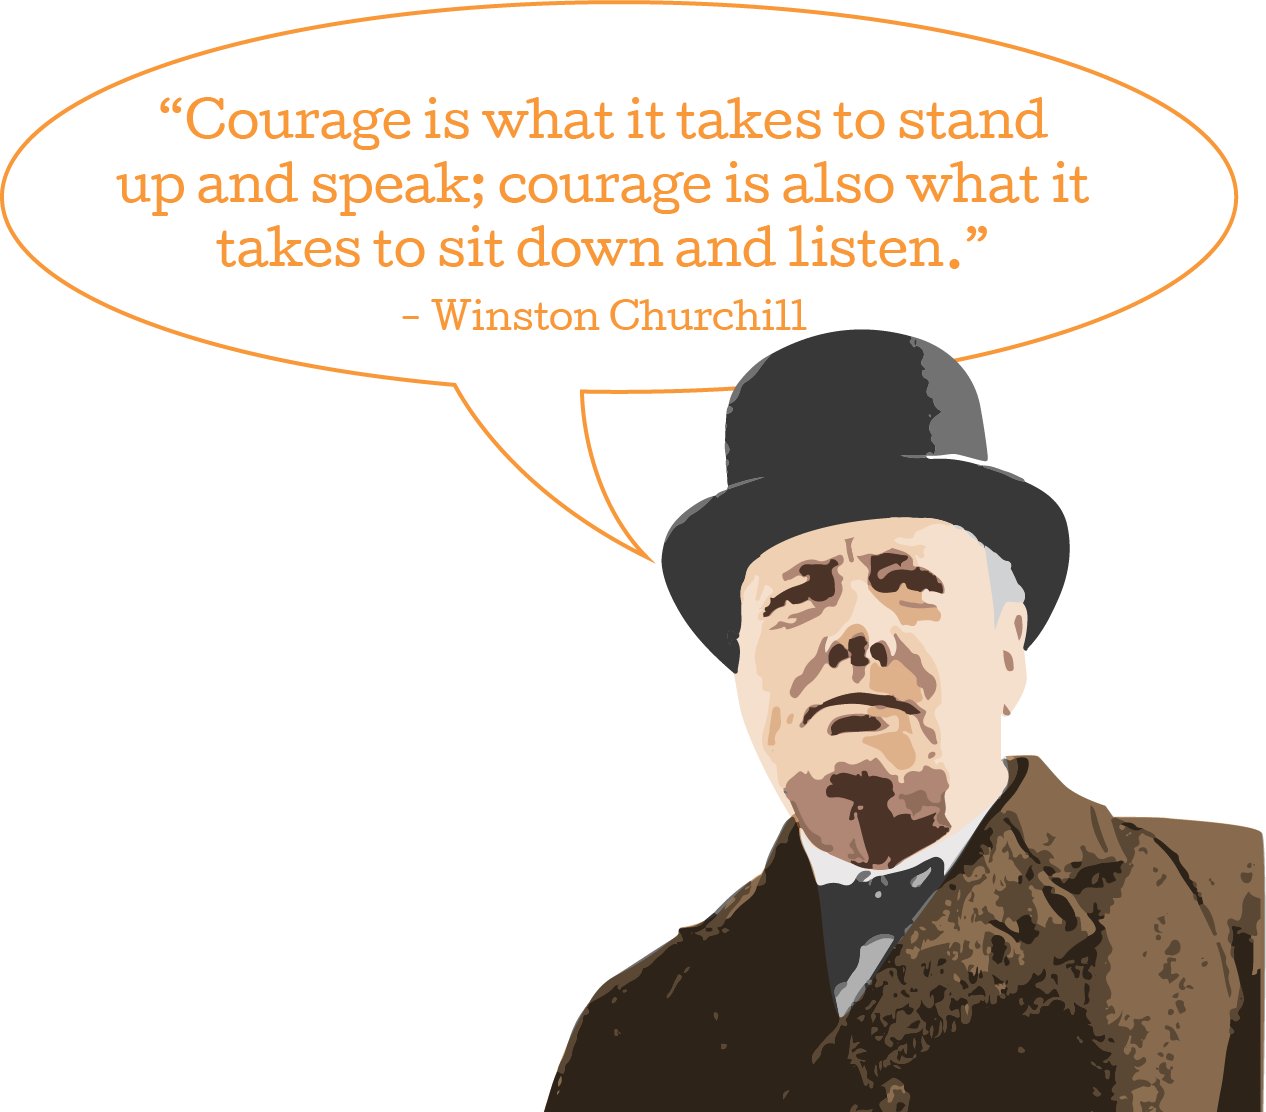 “Courage is what it takes to stand
up and speak; courage is also what it
takes to sit down and listen.”
- Winston Churchill